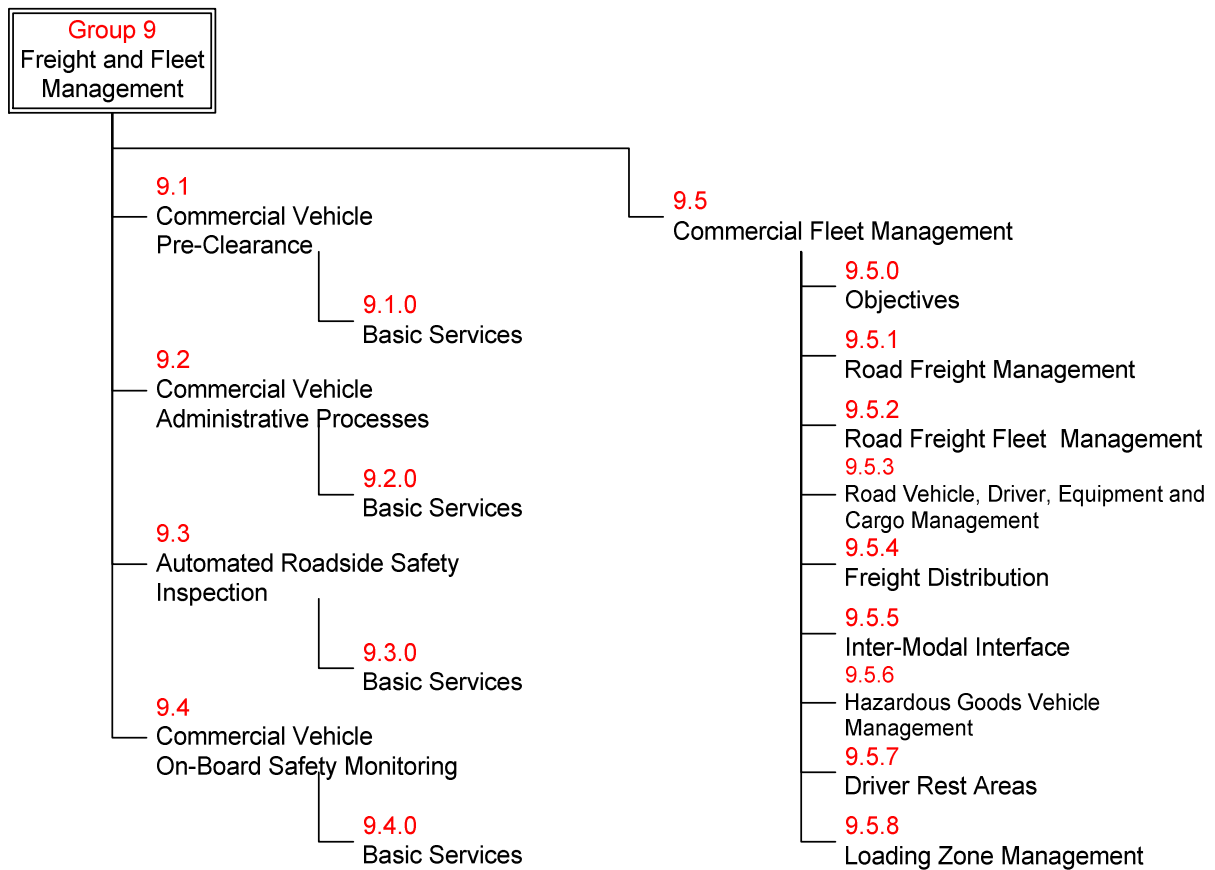 Group 9
Freight and Fleet
Management
9.1
Commercial Vehicle
Pre-Clearance
9.1.0
Basic Services
9.2
Commercial Vehicle
Administrative Processes
9.2.0
Basic Services
9.3
Automated Roadside Safety
Inspection
9.3.0
Basic Services
9.4
Commercial Vehicle
On-Board Safety Monitoring
9.4.0
Basic Services
9.5
Commercial Fleet Management
9.5.0
Objectives
9.5.1
Road Freight Management
9.5.2
Road Freight Fleet  Management
9.5.3
Road Vehicle, Driver, Equipment and
Cargo Management
9.5.4
Freight Distribution
9.5.5
Inter-Modal Interface
9.5.6
Hazardous Goods Vehicle
Management
9.5.7
Driver Rest Areas
9.5.8
Loading Zone Management